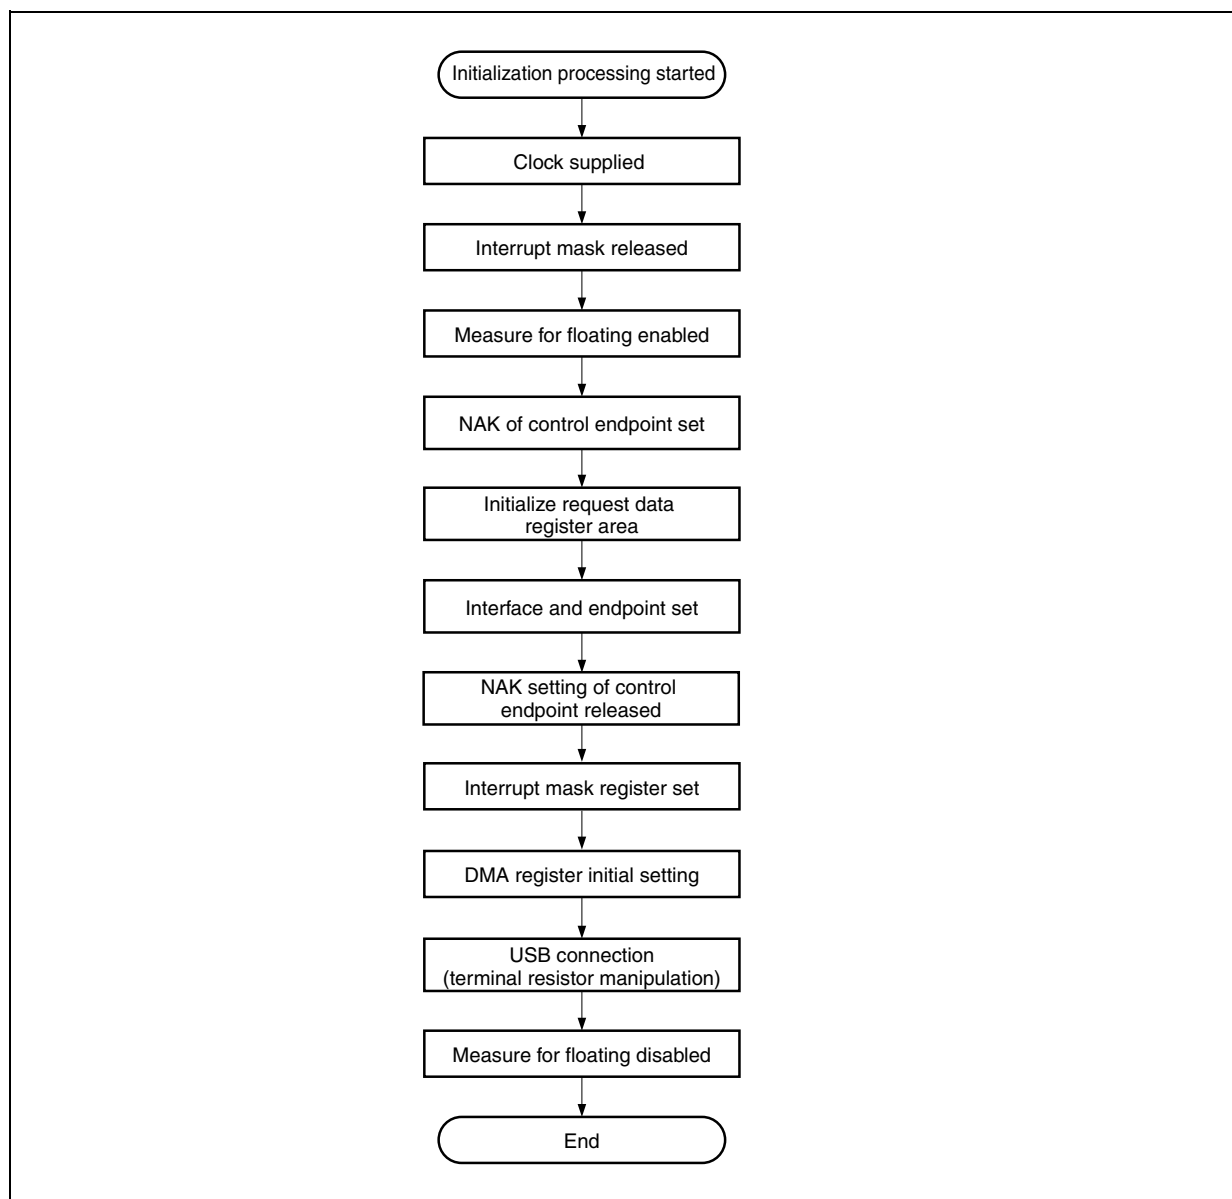 Initialization processing started
Clock supplied
Interrupt mask released
Measure for floating enabled
NAK of control endpoint set
Initialize request data
register area
Interface and endpoint set
NAK setting of control
endpoint released
Interrupt mask register set
DMA register initial setting
USB connection
(terminal resistor manipulation)
Measure for floating disabled
End